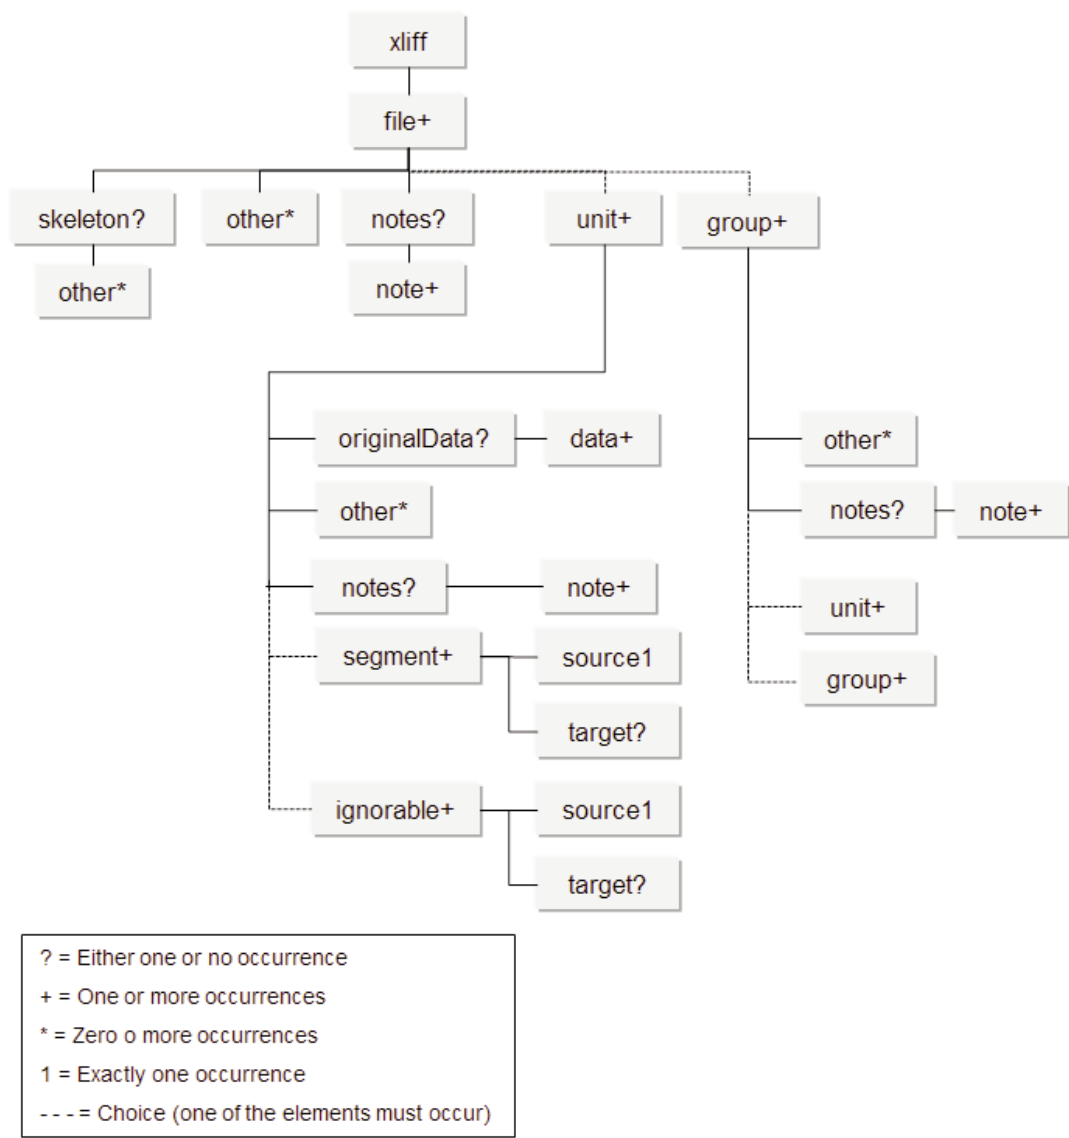 xliff
file+
skeleton?
other*
notes?
unit+
group+
other*
note+
originalData?
data+
other*
other*
notes?
note+
notes?
note+
unit+
segment+
source1
group+
target?
ignorable+
source1
target?
? = Either one or no occurrence
+ = One or more occurrences
* = Zero o more occurrences
1 = Exactly one occurrence
- - - = Choice (one of the elements must occur)